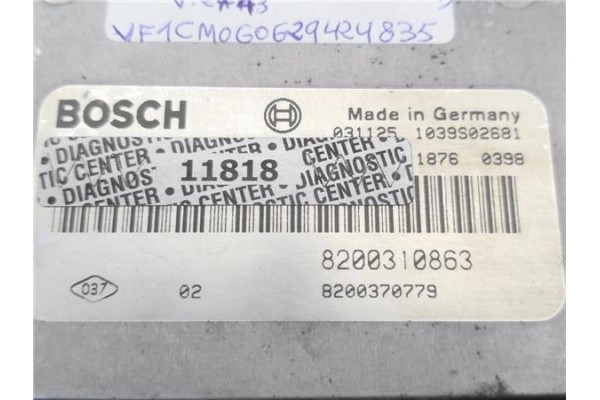 VF1CM0G0629424835
BOSCH
Made in Germany
031125 1039S02681
1876 0398
DIAGNOSTIC CENTER
11818
8200310863
037 02 8200370779